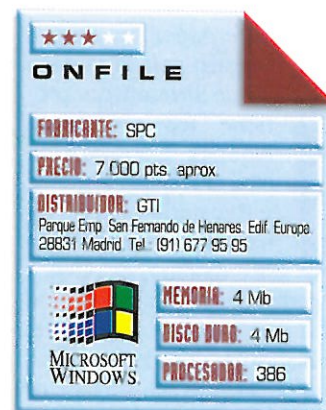 ONFILE
FABRICANTE: SPC
PRECIO: 7.000 pts. aprox.
DISTRIBUIDOR: GTI
Parque Emp. San Fernando de Henares. Edif. Europa.
28831 Madrid. Tel.: (91) 677 95 95
MICROSOFT
WINDOWS
MEMORIA: 4 Mb
DISCO DURO: 4 Mb
PROCESADOR: 386